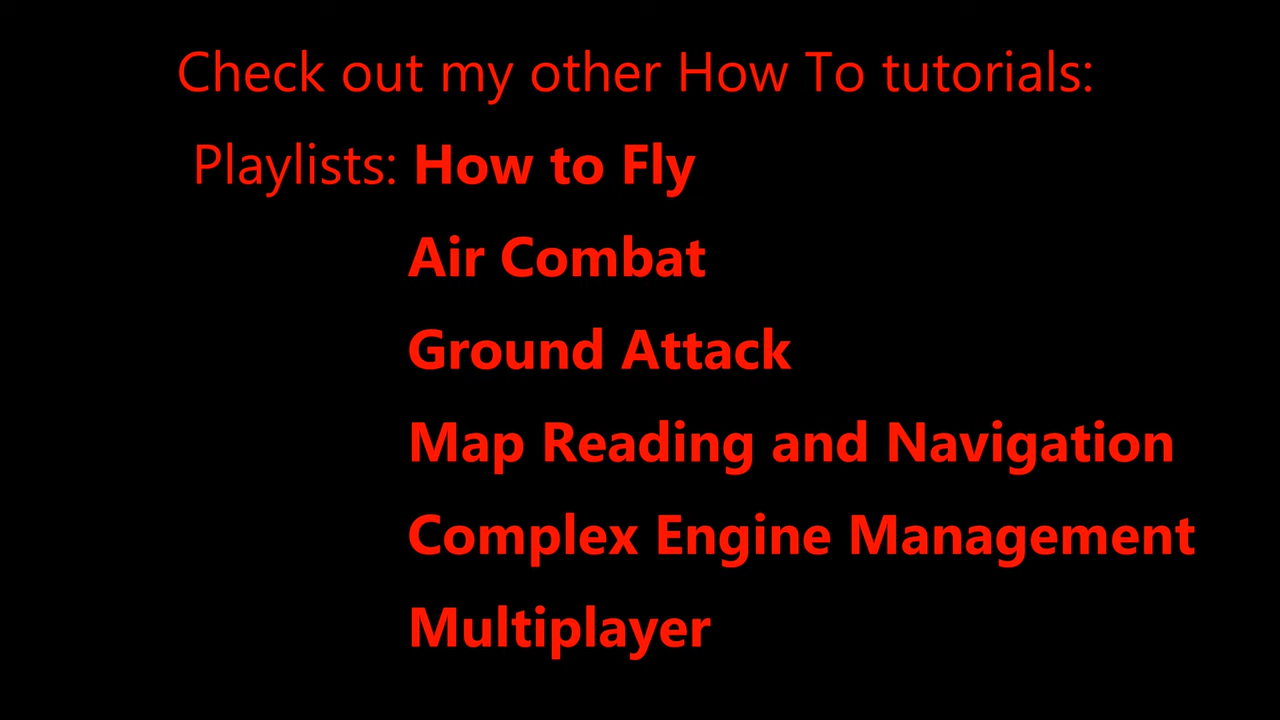 Check out my other How To tutorials:
Playlists: How to Fly
Air Combat
Ground Attack
Map Reading and Navigation
Complex Engine Management
Multiplayer